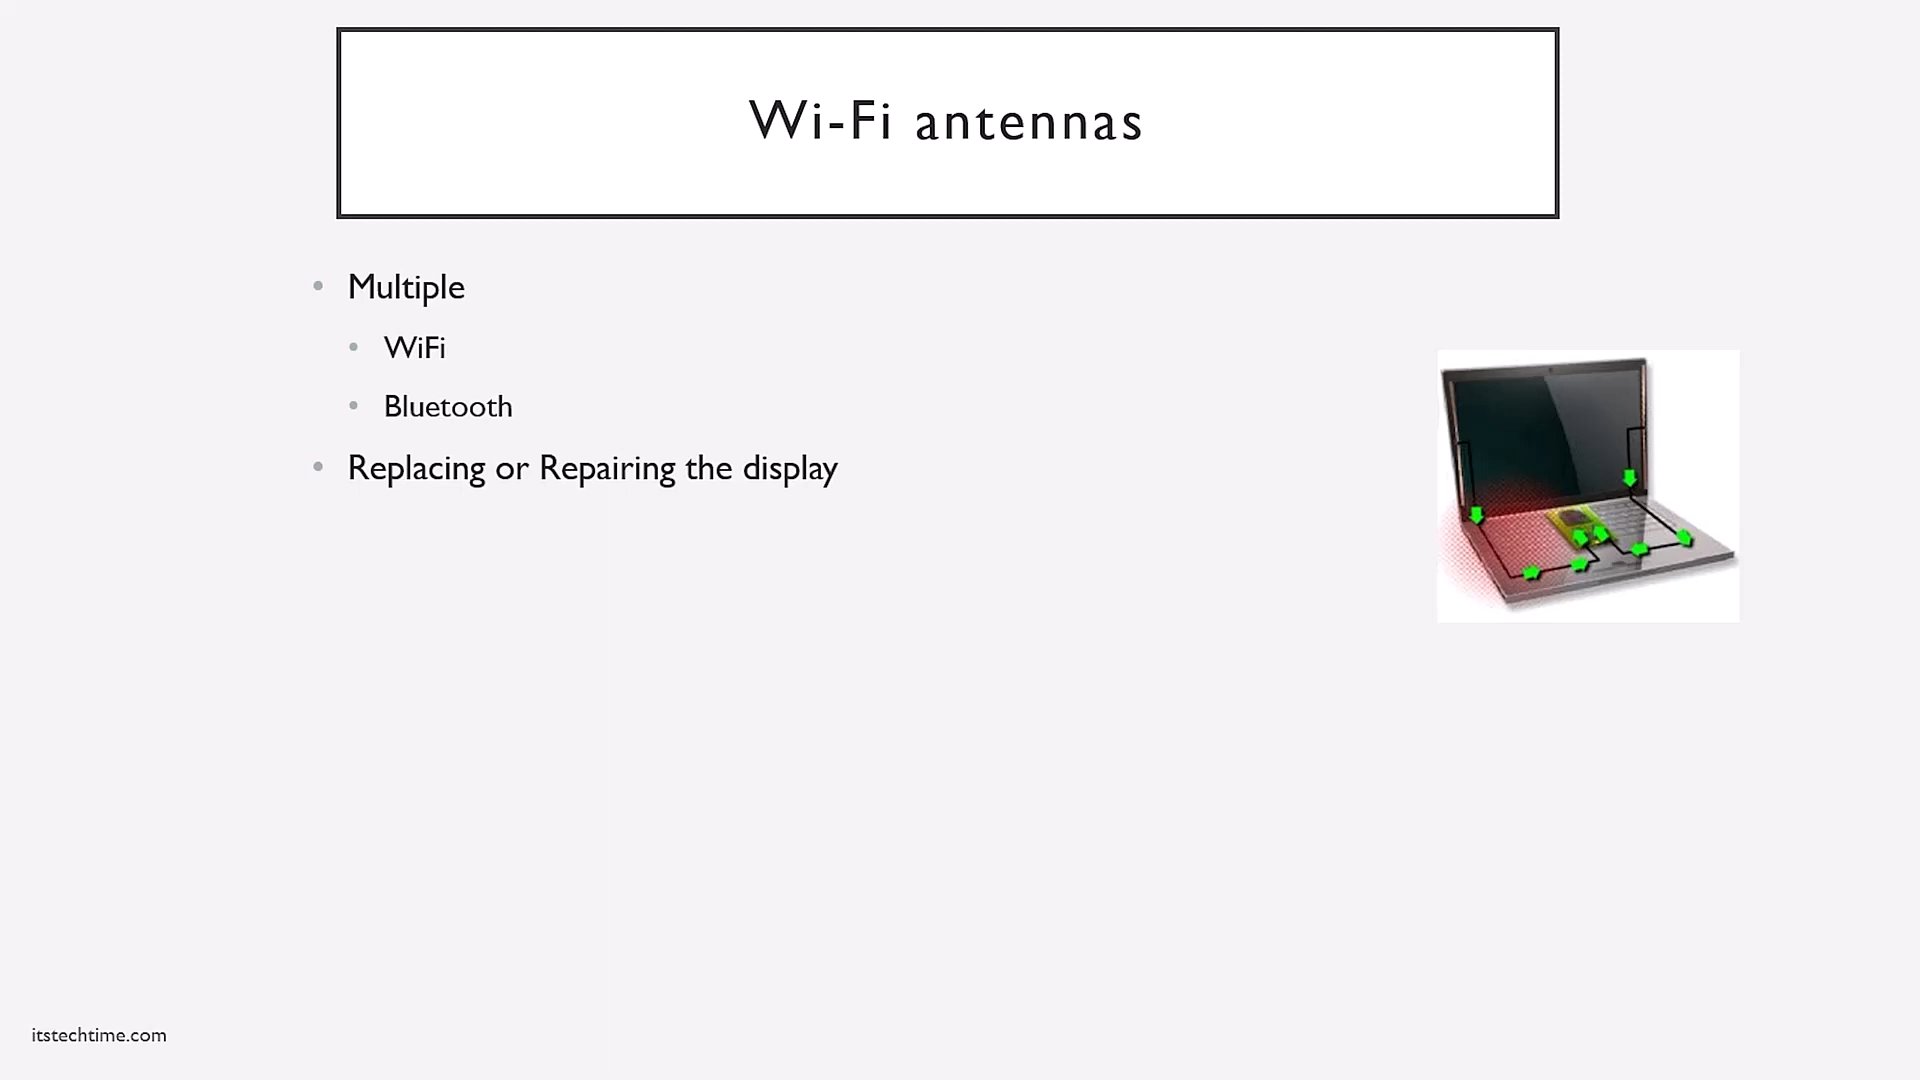 Wi-Fi antennas
Multiple
WiFi
Bluetooth
Replacing or Repairing the display
itstechtime.com